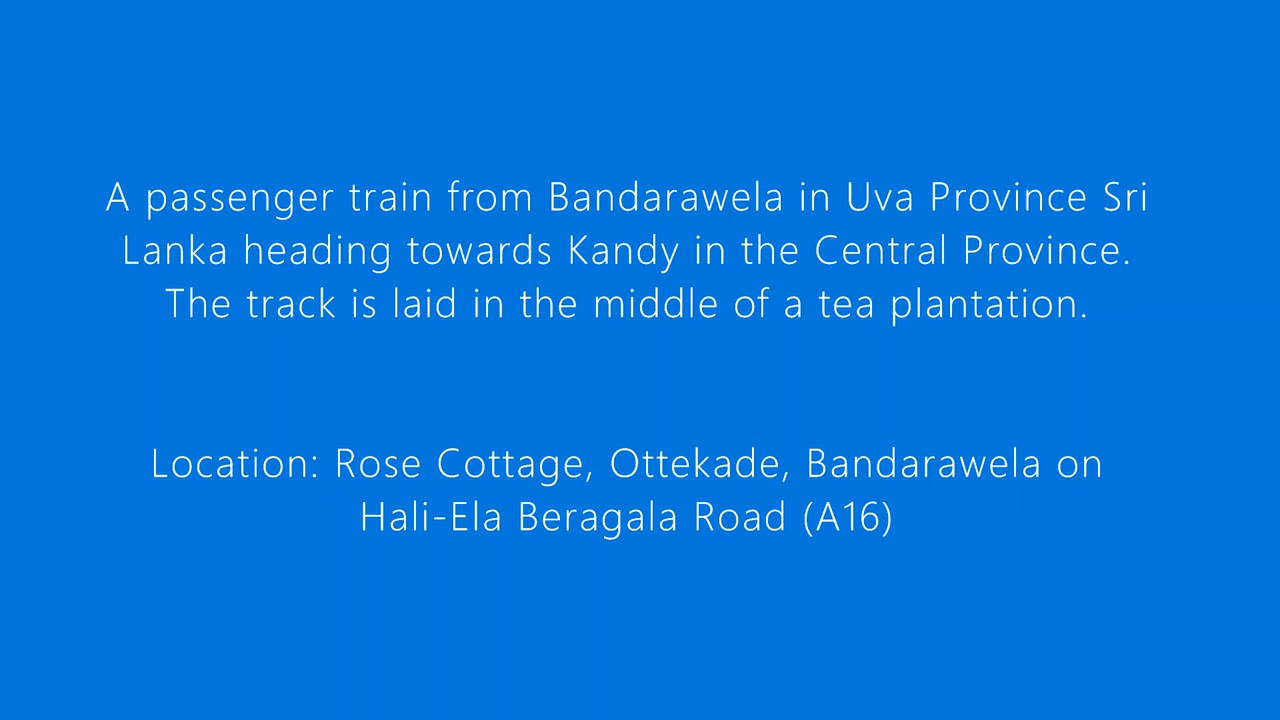 A passenger train from Bandarawela in Uva Province Sri
Lanka heading towards Kandy in the Central Province.
The track is laid in the middle of a tea plantation.
Location: Rose Cottage, Ottekade, Bandarawela on
Hali-Ela Beragala Road (A16)